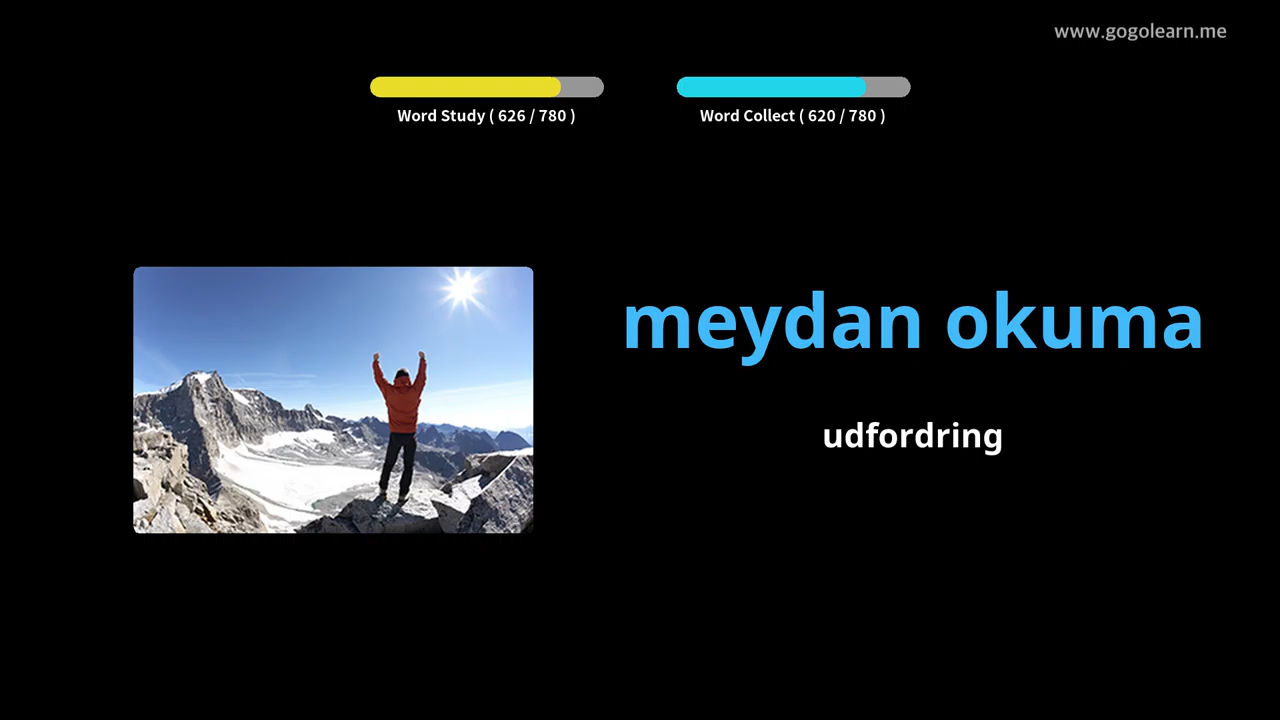 www.gogolearn.me
Word Study ( 626 / 780 )
Word Collect ( 620 / 780 )
meydan okuma
udfordring